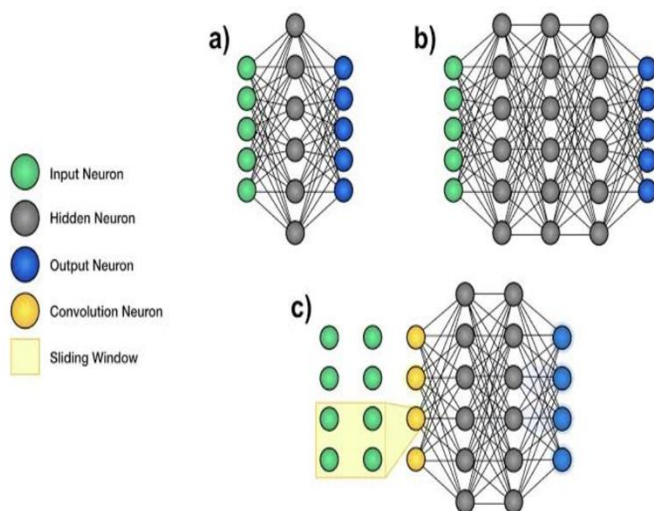 a)
b)
Input Neuron
Hidden Neuron
Output Neuron
Convolution Neuron
Sliding Window
c)